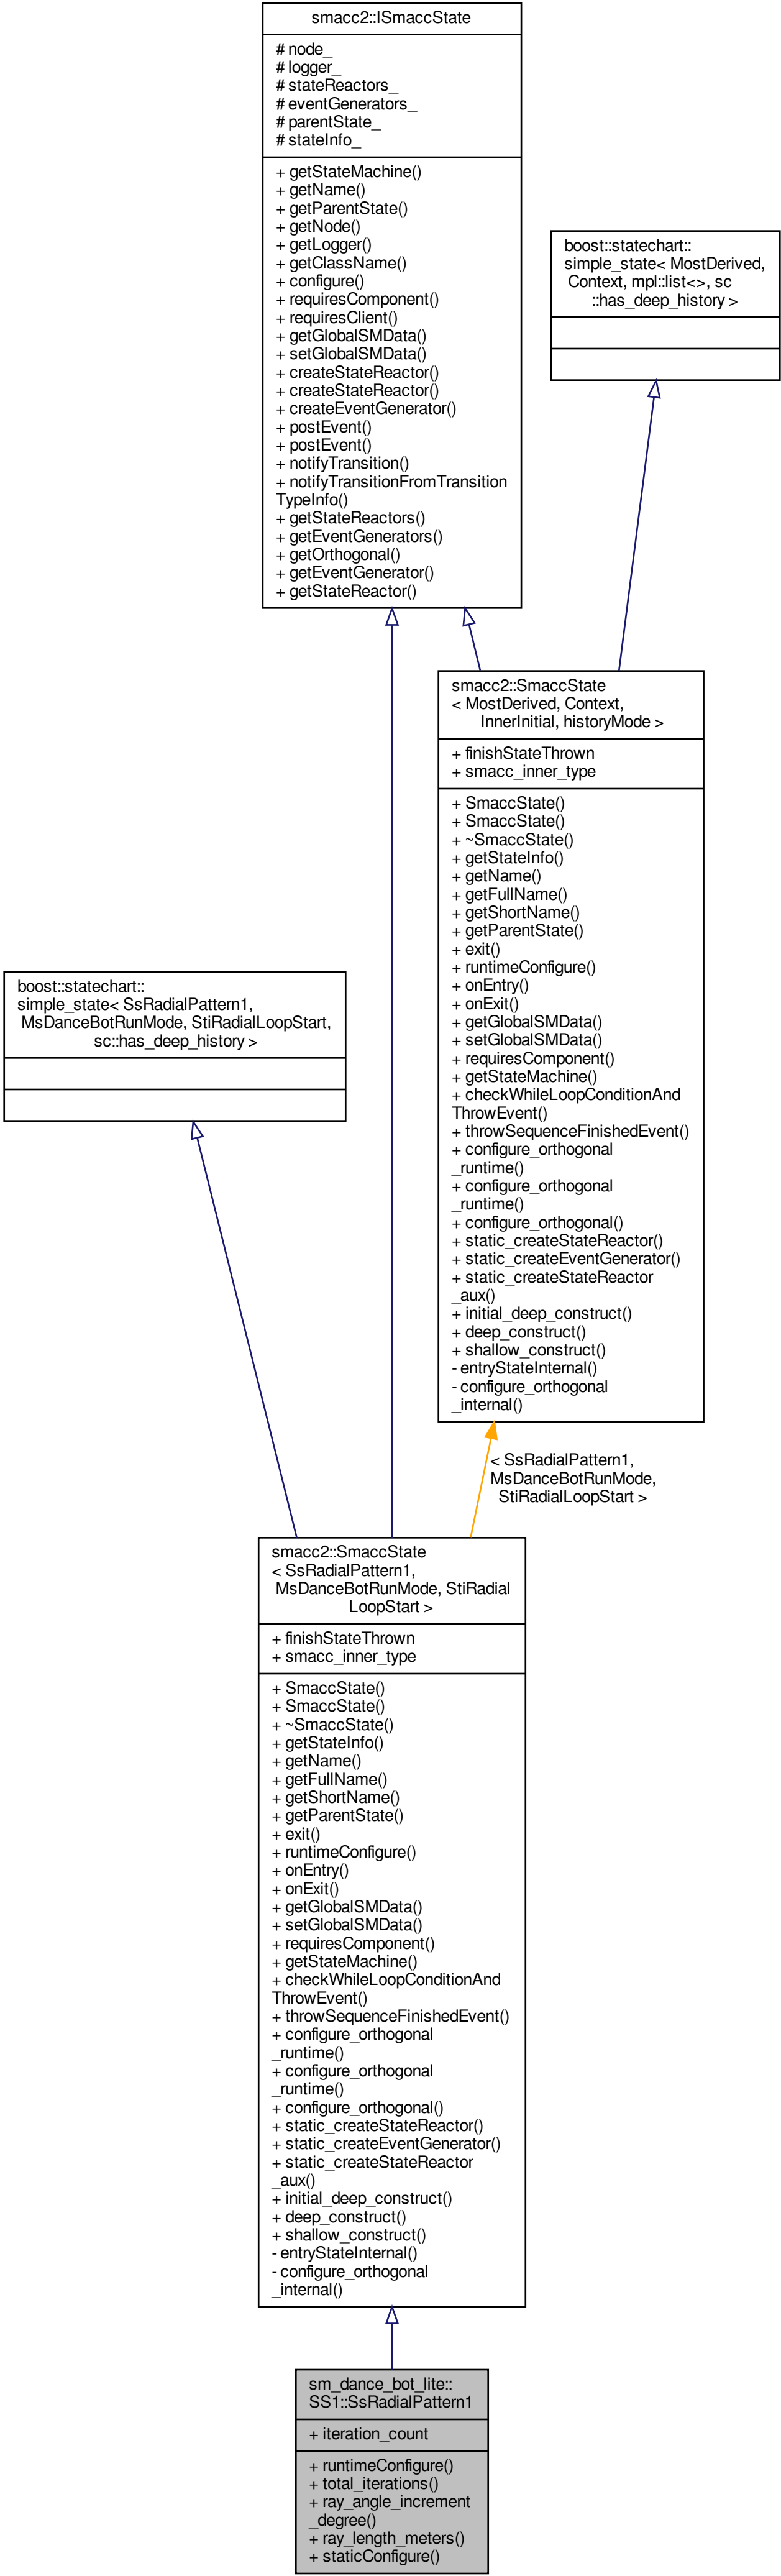 smacc2::ISmaccState
# node_
# logger_
# stateReactors_
# eventGenerators_
# parentState_
# stateInfo_
+ getStateMachine()
+ getName()
+ getParentState()
+ getNode()
+ getLogger()
+ getClassName()
+ configure()
+ requiresComponent()
+ requiresClient()
+ getGlobalSMData()
+ setGlobalSMData()
+ createStateReactor()
+ createStateReactor()
+ createEventGenerator()
+ postEvent()
+ postEvent()
+ notifyTransition()
+ notifyTransitionFromTransition
TypeInfo()
+ getStateReactors()
+ getEventGenerators()
+ getOrthogonal()
+ getEventGenerator()
+ getStateReactor()
boost::statechart::
simple_state< MostDerived,
Context, mpl::list<>, sc
::has_deep_history >
smacc2::SmaccState
< MostDerived, Context,
InnerInitial, historyMode >
+ finishStateThrown
+ smacc_inner_type
+ SmaccState()
+ SmaccState()
+ ~SmaccState()
+ getStateInfo()
+ getName()
+ getFullName()
+ getShortName()
+ getParentState()
+ exit()
+ runtimeConfigure()
+ onEntry()
+ onExit()
+ getGlobalSMData()
+ setGlobalSMData()
+ requiresComponent()
+ getStateMachine()
+ checkWhileLoopConditionAnd
ThrowEvent()
+ throwSequenceFinishedEvent()
+ configure_orthogonal
_runtime()
+ configure_orthogonal
_runtime()
+ configure_orthogonal()
+ static_createStateReactor()
+ static_createEventGenerator()
+ static_createStateReactor
_aux()
+ initial_deep_construct()
+ deep_construct()
+ shallow_construct()
- entryStateInternal()
- configure_orthogonal
_internal()
boost::statechart::
simple_state< SsRadialPattern1,
MsDanceBotRunMode, StiRadialLoopStart,
sc::has_deep_history >
< SsRadialPattern1,
MsDanceBotRunMode,
StiRadialLoopStart >
smacc2::SmaccState
< SsRadialPattern1,
MsDanceBotRunMode, StiRadial
LoopStart >
+ finishStateThrown
+ smacc_inner_type
+ SmaccState()
+ SmaccState()
+ ~SmaccState()
+ getStateInfo()
+ getName()
+ getFullName()
+ getShortName()
+ getParentState()
+ exit()
+ runtimeConfigure()
+ onEntry()
+ onExit()
+ getGlobalSMData()
+ setGlobalSMData()
+ requiresComponent()
+ getStateMachine()
+ checkWhileLoopConditionAnd
ThrowEvent()
+ throwSequenceFinishedEvent()
+ configure_orthogonal
_runtime()
+ configure_orthogonal
_runtime()
+ configure_orthogonal()
+ static_createStateReactor()
+ static_createEventGenerator()
+ static_createStateReactor
_aux()
+ initial_deep_construct()
+ deep_construct()
+ shallow_construct()
- entryStateInternal()
- configure_orthogonal
_internal()
sm_dance_bot_lite::
SS1::SsRadialPattern1
+ iteration_count
+ runtimeConfigure()
+ total_iterations()
+ ray_angle_increment
_degree()
+ ray_length_meters()
+ staticConfigure()